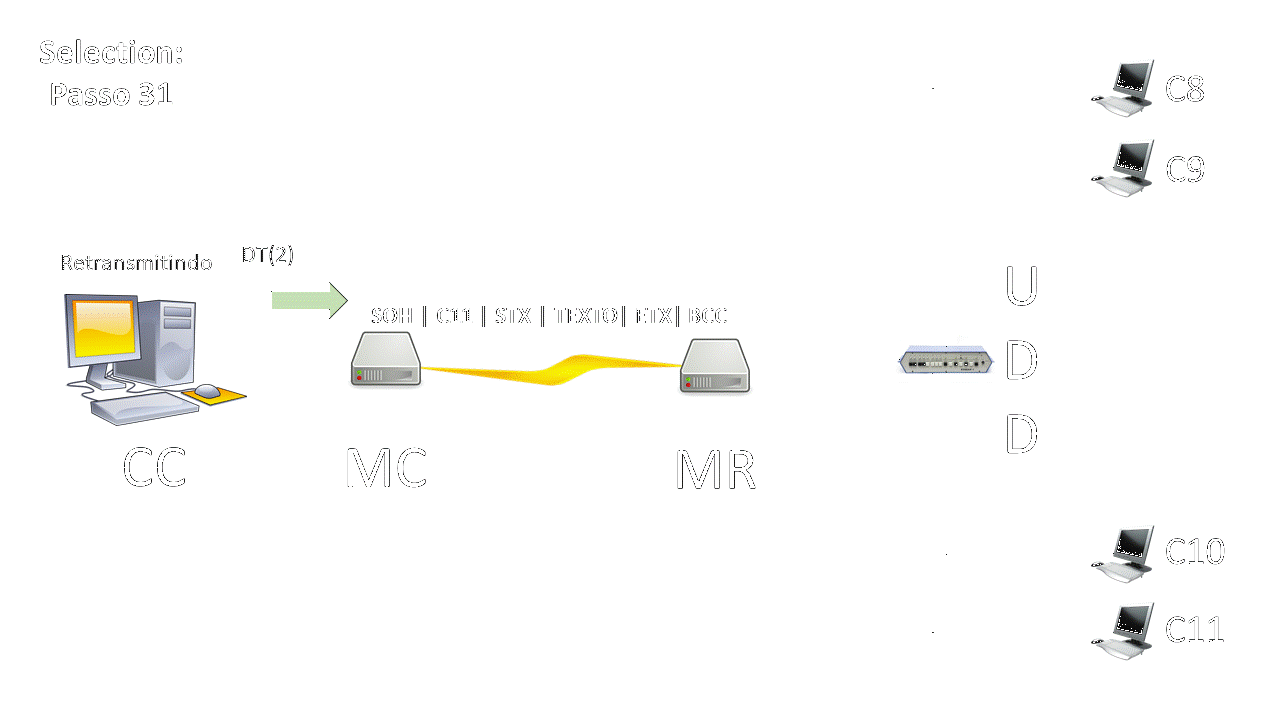 Selection:
Passo 31
C8
C9
Retransmitindo
DT(2)
SOH | C11 | STX | TEXTO| ETX| BCC
U
D
D
CC
MC
MR
C10
C11